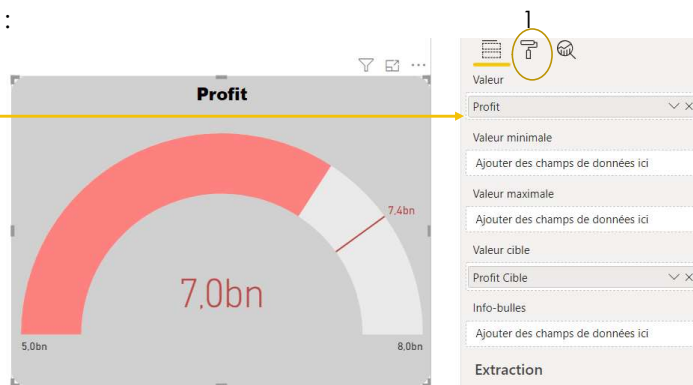 :
1
Profit
7,4bn
7,0bn
5,0bn
8,0bn
Valeur
Profit
Valeur minimale
Ajouter des champs de données ici
Valeur maximale
Ajouter des champs de données ici
Valeur cible
Profit Cible
Info-bulles
Ajouter des champs de données ici
Extraction